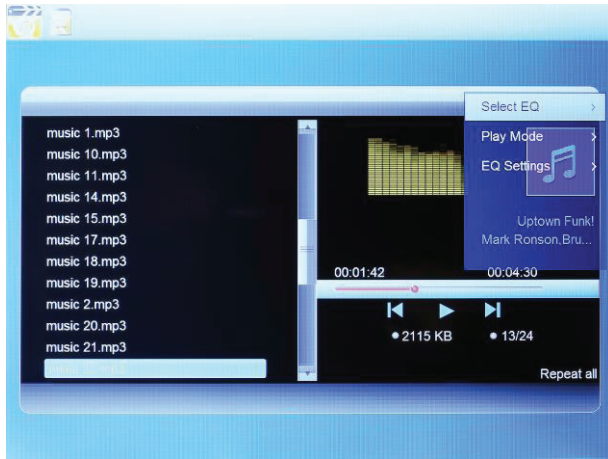 music 1.mp3
music 10.mp3
music 11.mp3
music 14.mp3
music 15.mp3
music 17.mp3
music 18.mp3
music 19.mp3
music 2.mp3
music 20.mp3
music 21.mp3
Select EQ
Play Mode
EQ Settings
Uptown Funk!
Mark Ronson,Bru...
00:01:42
00:04:30
2115 KB
13/24
Repeat all